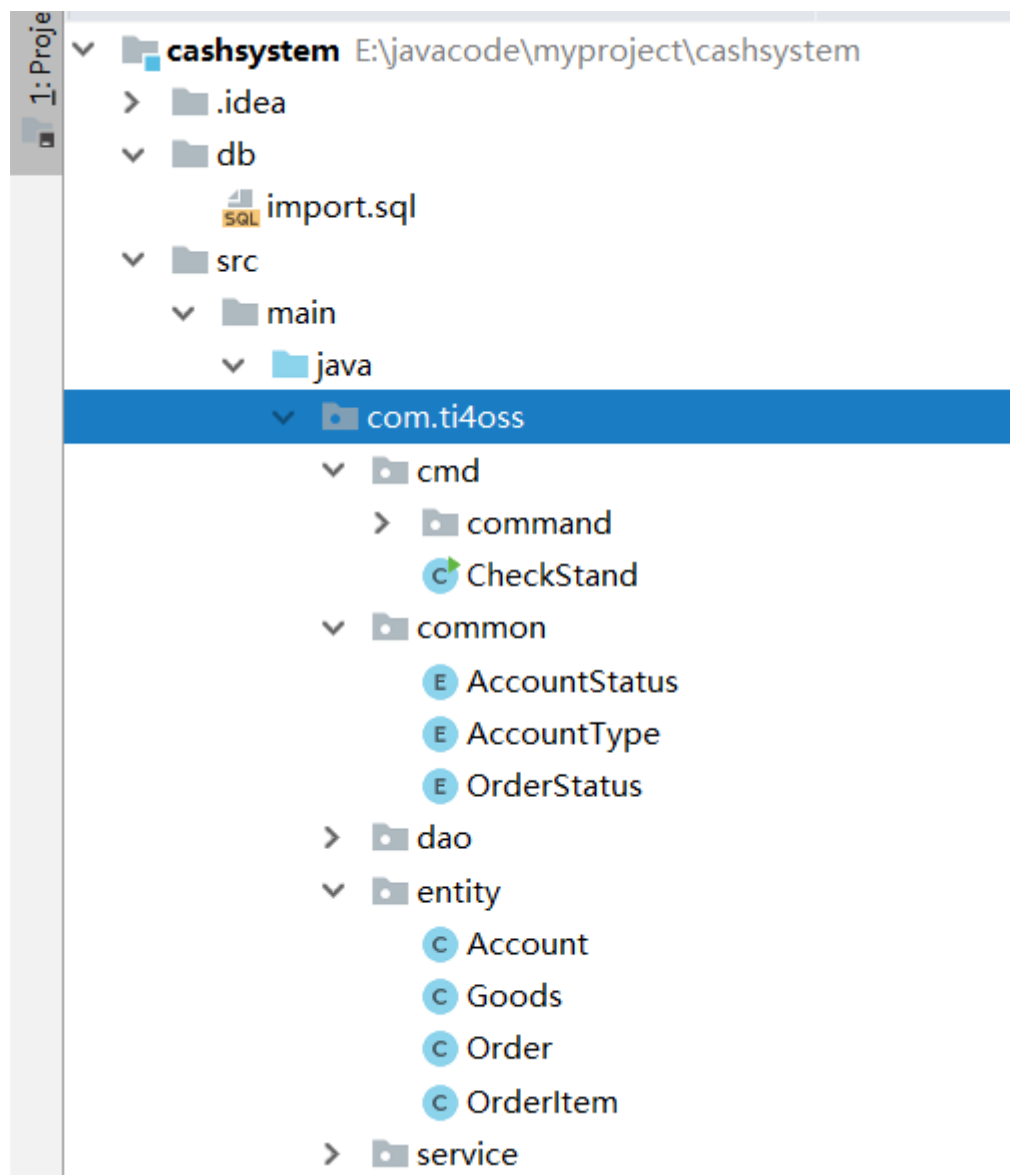 1: Proje
cashsystem E:\javacode\myproject\cashsystem
.idea
db
SQL import.sql
src
main
java
com.ti4oss
cmd
command
C CheckStand
common
E AccountStatus
E AccountType
E OrderStatus
dao
entity
C Account
C Goods
C Order
C OrderItem
service